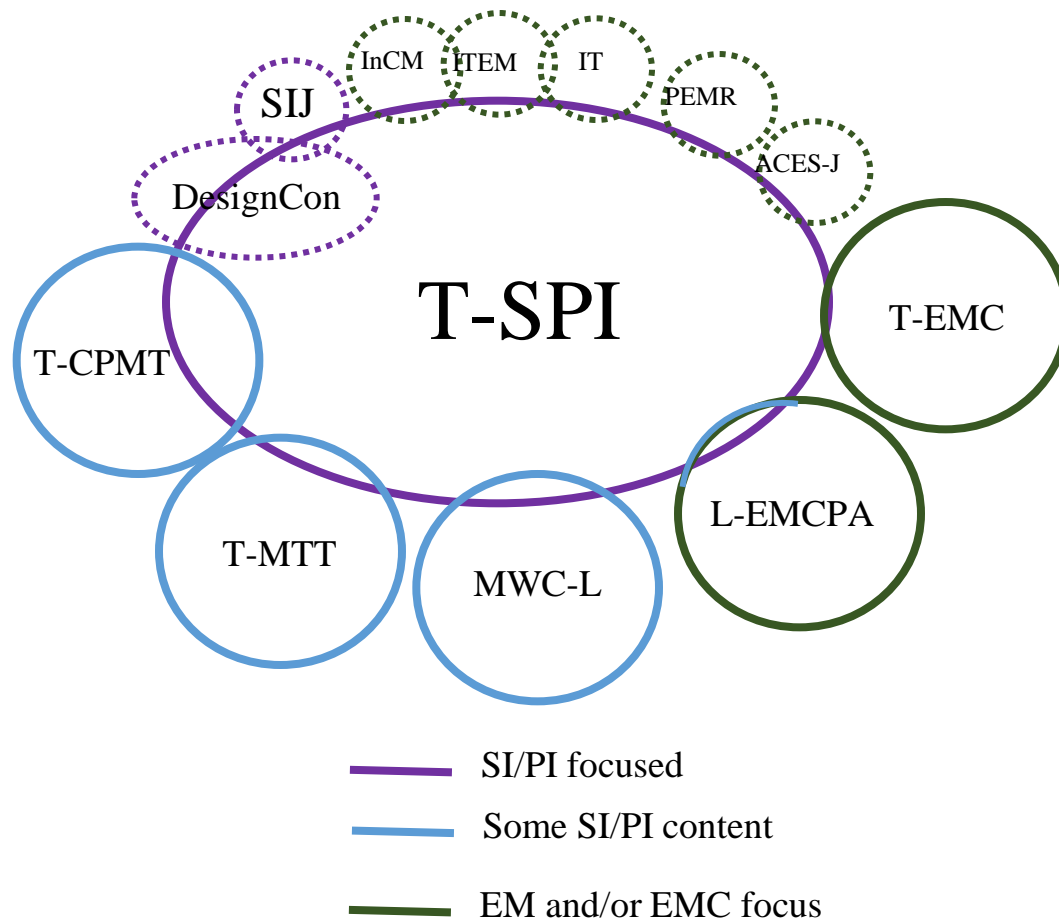 InCM
ITEM
IT
SIJ
PEMR
ACES-J
DesignCon
T-SPI
T-EMC
T-CPMT
L-EMCPA
T-MTT
MWC-L
SI/PI focused
Some SI/PI content
EM and/or EMC focus